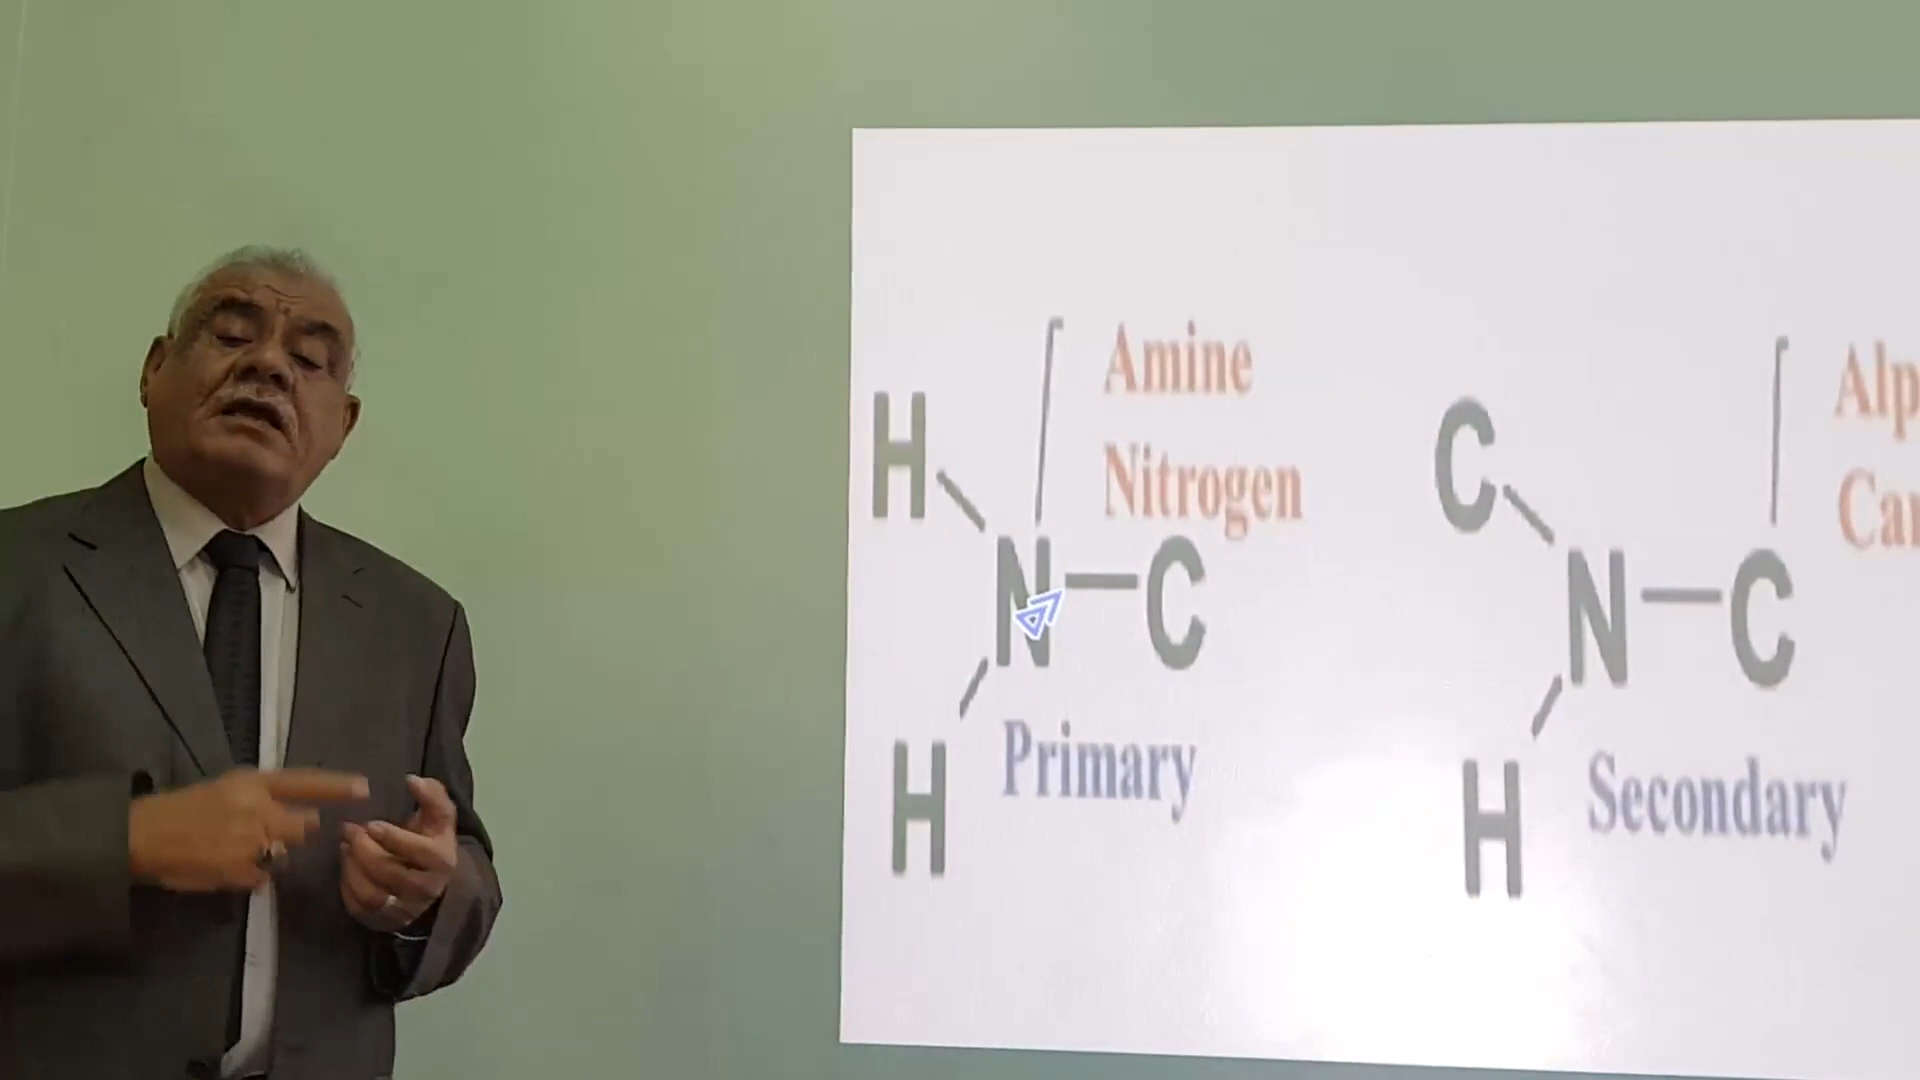 Amine
Nitrogen
H
N — C
H
Primary
C
N — C
H
Secondary